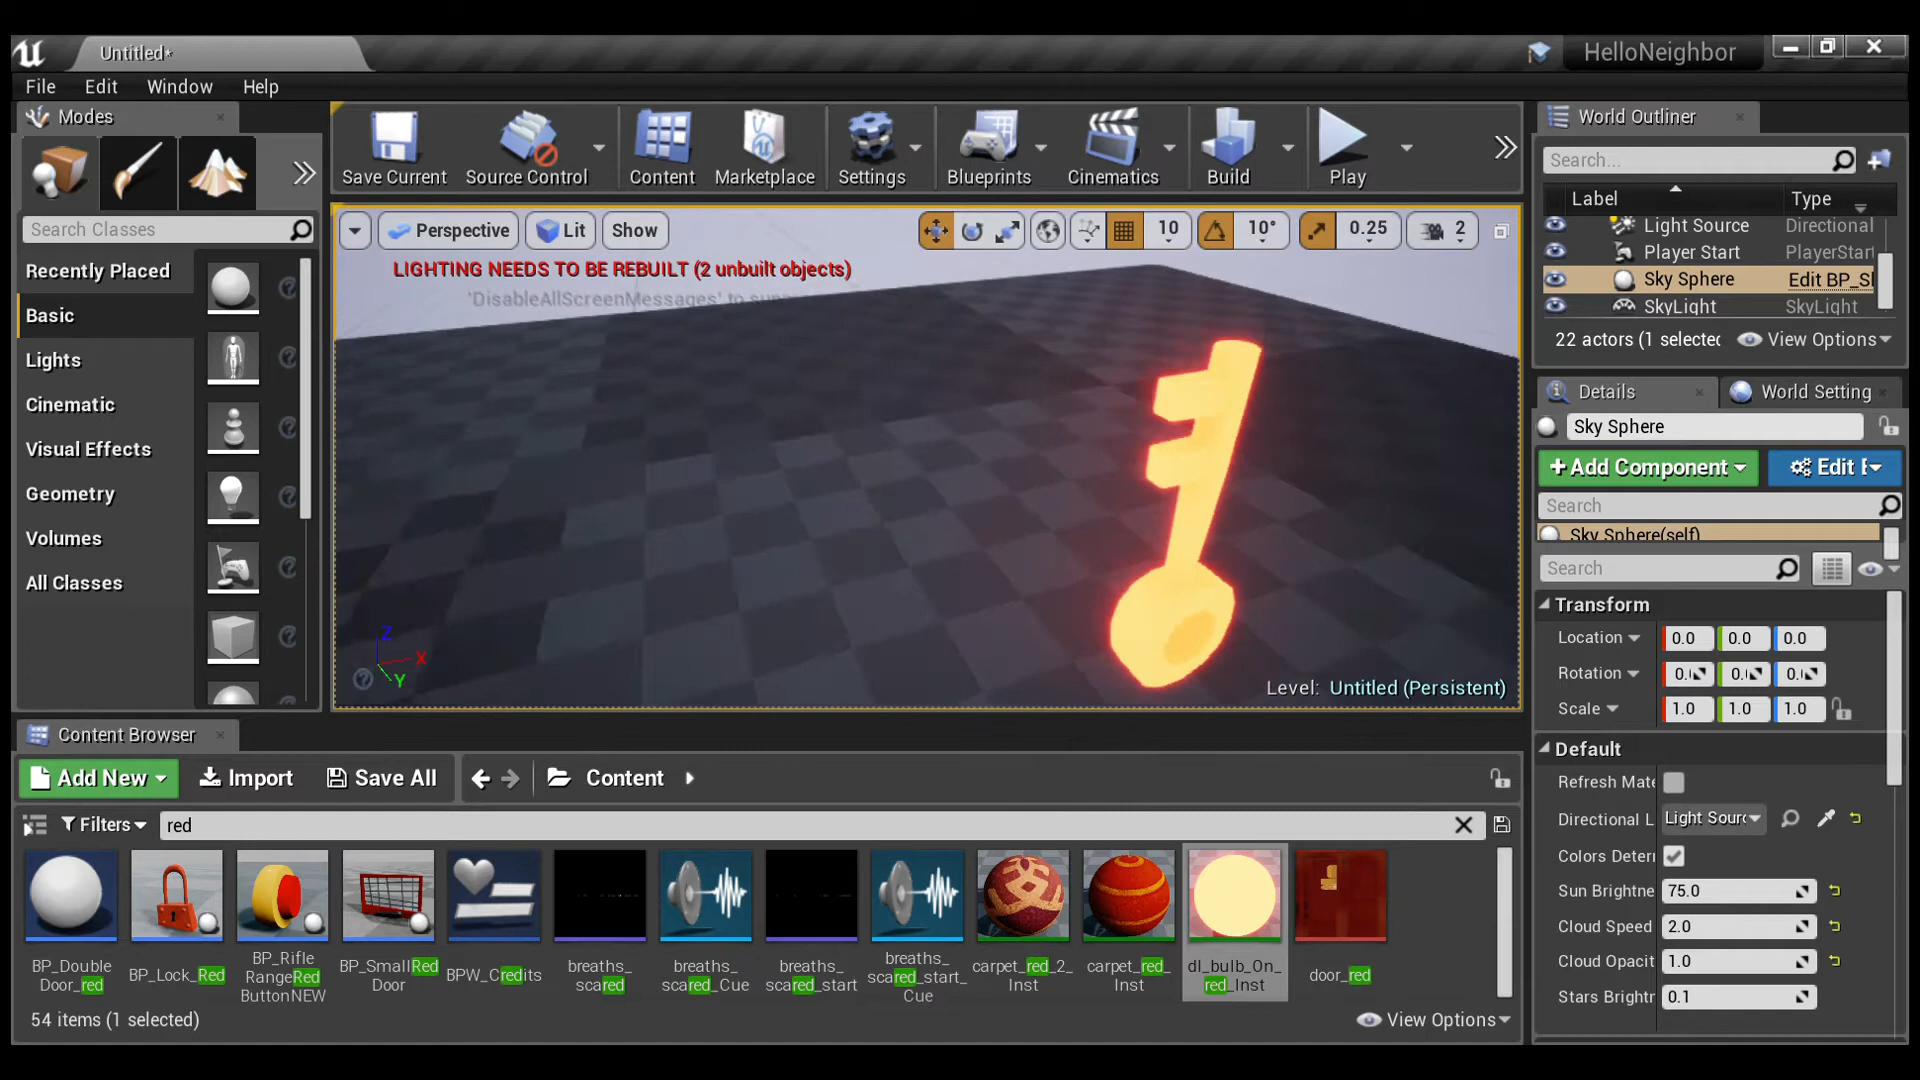 Untitled*
HelloNeighbor
File Edit Window Help
Modes
Search Classes
Recently Placed
Basic
Lights
Cinematic
Visual Effects
Geometry
Volumes
All Classes
Save Current
Source Control
Content
Marketplace
Settings
Blueprints
Cinematics
Build
Play
Perspective Lit Show
10 10° 0.25 2
LIGHTING NEEDS TO BE REBUILT (2 unbuilt objects)
'DisableAllScreenMessages' to
Z
X
Y
Level: Untitled (Persistent)
World Outliner
Search...
Label Type
Light Source Directional
Player Start PlayerStart
Sky Sphere Edit BP_S
SkyLight SkyLight
22 actors (1 selected
View Options
Details
World Setting
Sky Sphere
+Add Component
Edit
Search
Sky Sphere(self)
Search
Transform
Location 0.0 0.0 0.0
Rotation 0. 0. 0.
Scale 1.0 1.0 1.0
Default
Refresh Mate
Directional L Light Sourc
Colors Deter
Sun Brightne 75.0
Cloud Speed 2.0
Cloud Opacit 1.0
Stars Brightr 0.1
Content Browser
Add New Import Save All Content
Filters red
BP_Double
Door_red
BP_Lock_Red
BP_Rifle
RangeRed
ButtonNEW
BP_SmallRed
Door
BPW_Credits
breaths_
scared
breaths_
scared_Cue
breaths_
scared_start
breaths_
scared_start_
Cue
carpet_red_2_
Inst
carpet_red_
Inst
dl_bulb_On_
red_Inst
door_red
54 items (1 selected)
View Options